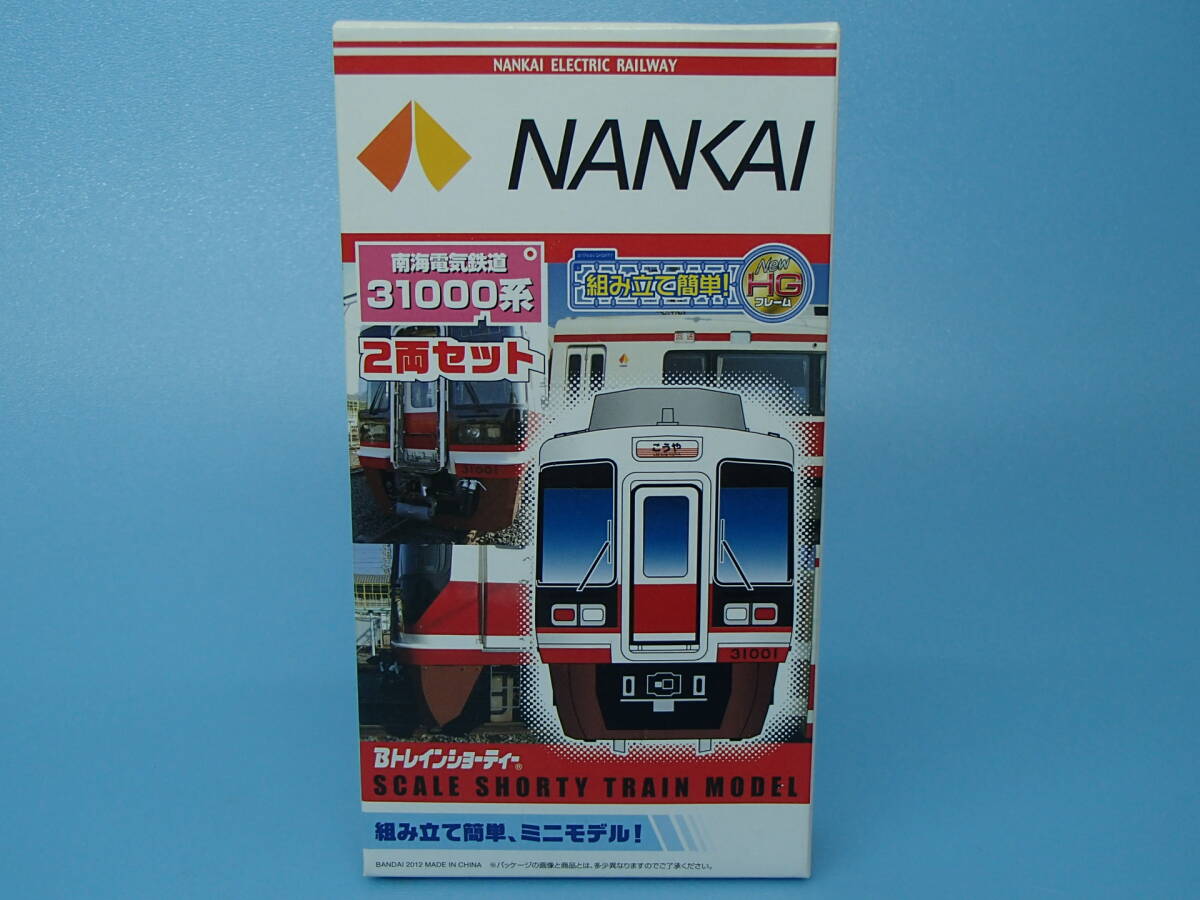 NANKAI ELECTRIC RAILWAY
NANKAI
南海電気鉄道
31000系
2両セット
組み立て簡単!
New
HG
フレーム
回送
31001
こうや
31001
Bトレインショーティー®
SCALE SHORTY TRAIN MODEL
組み立て簡単、ミニモデル!
BANDAI 2012 MADE IN CHINA ※パッケージの画像と商品とは、多少異なりますのでご了承ください。